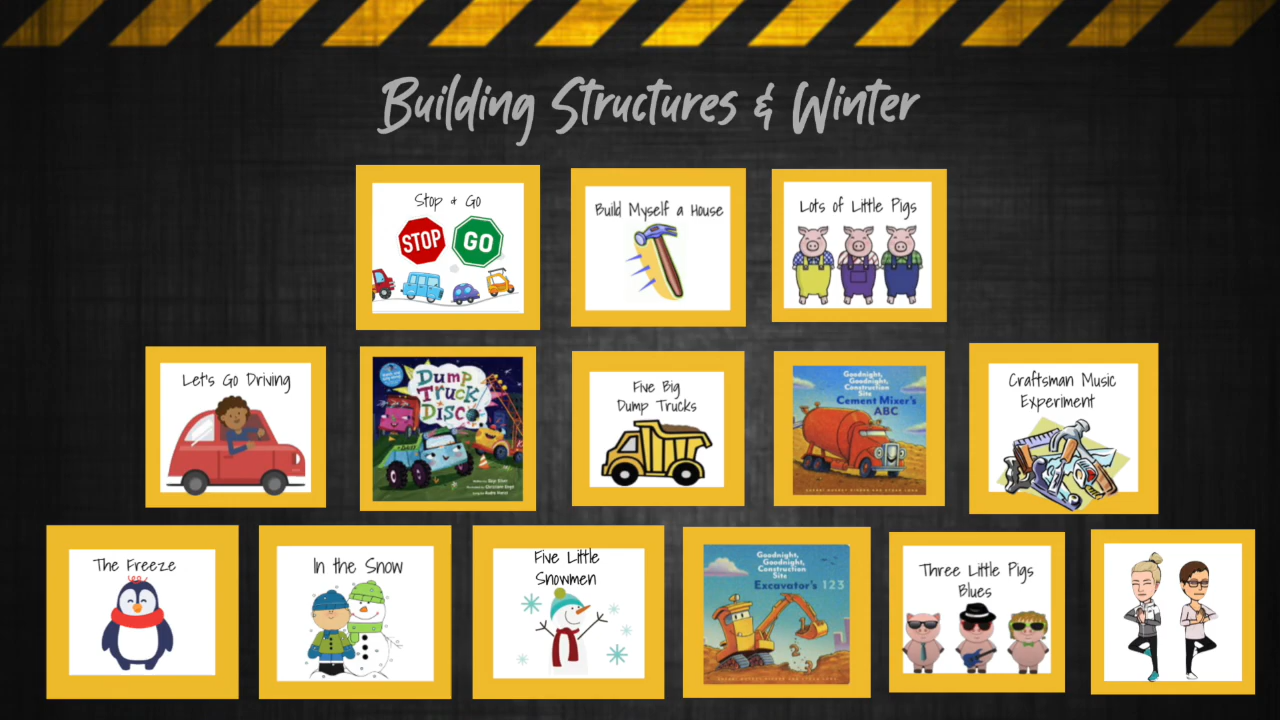 Building Structures & Winter
Stop & Go
STOP
GO
Build Myself a House
Lots of Little Pigs
Let's Go Driving
Dump
Truck
Disco
Five Big
Dump Trucks
Goodnight,
Goodnight,
Construction
Site
Cement Mixer's
ABC
Craftsman Music
Experiment
The Freeze
In the Snow
Five Little
Snowmen
Goodnight,
Goodnight,
Construction
Site
Excavator's 123
Three Little Pigs
Blues